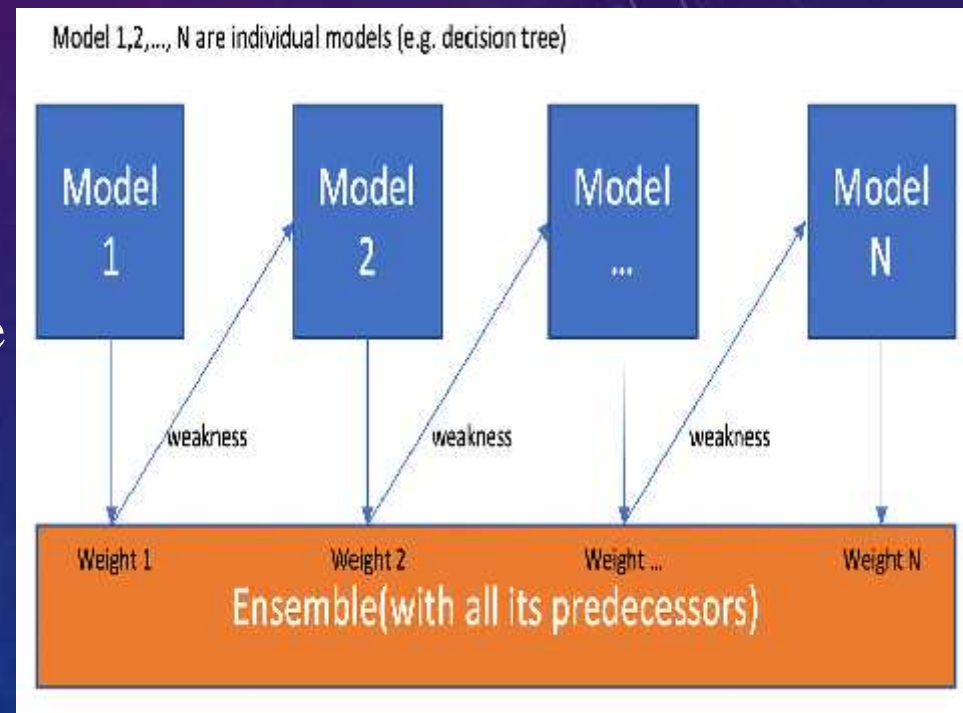 Model 1,2,..., N are individual models (e.g. decision tree)
Model
1
Model
2
Model
...
Model
N
weakness
weakness
weakness
Weight 1
Weight 2
Weight ...
Weight N
Ensemble(with all its predecessors)